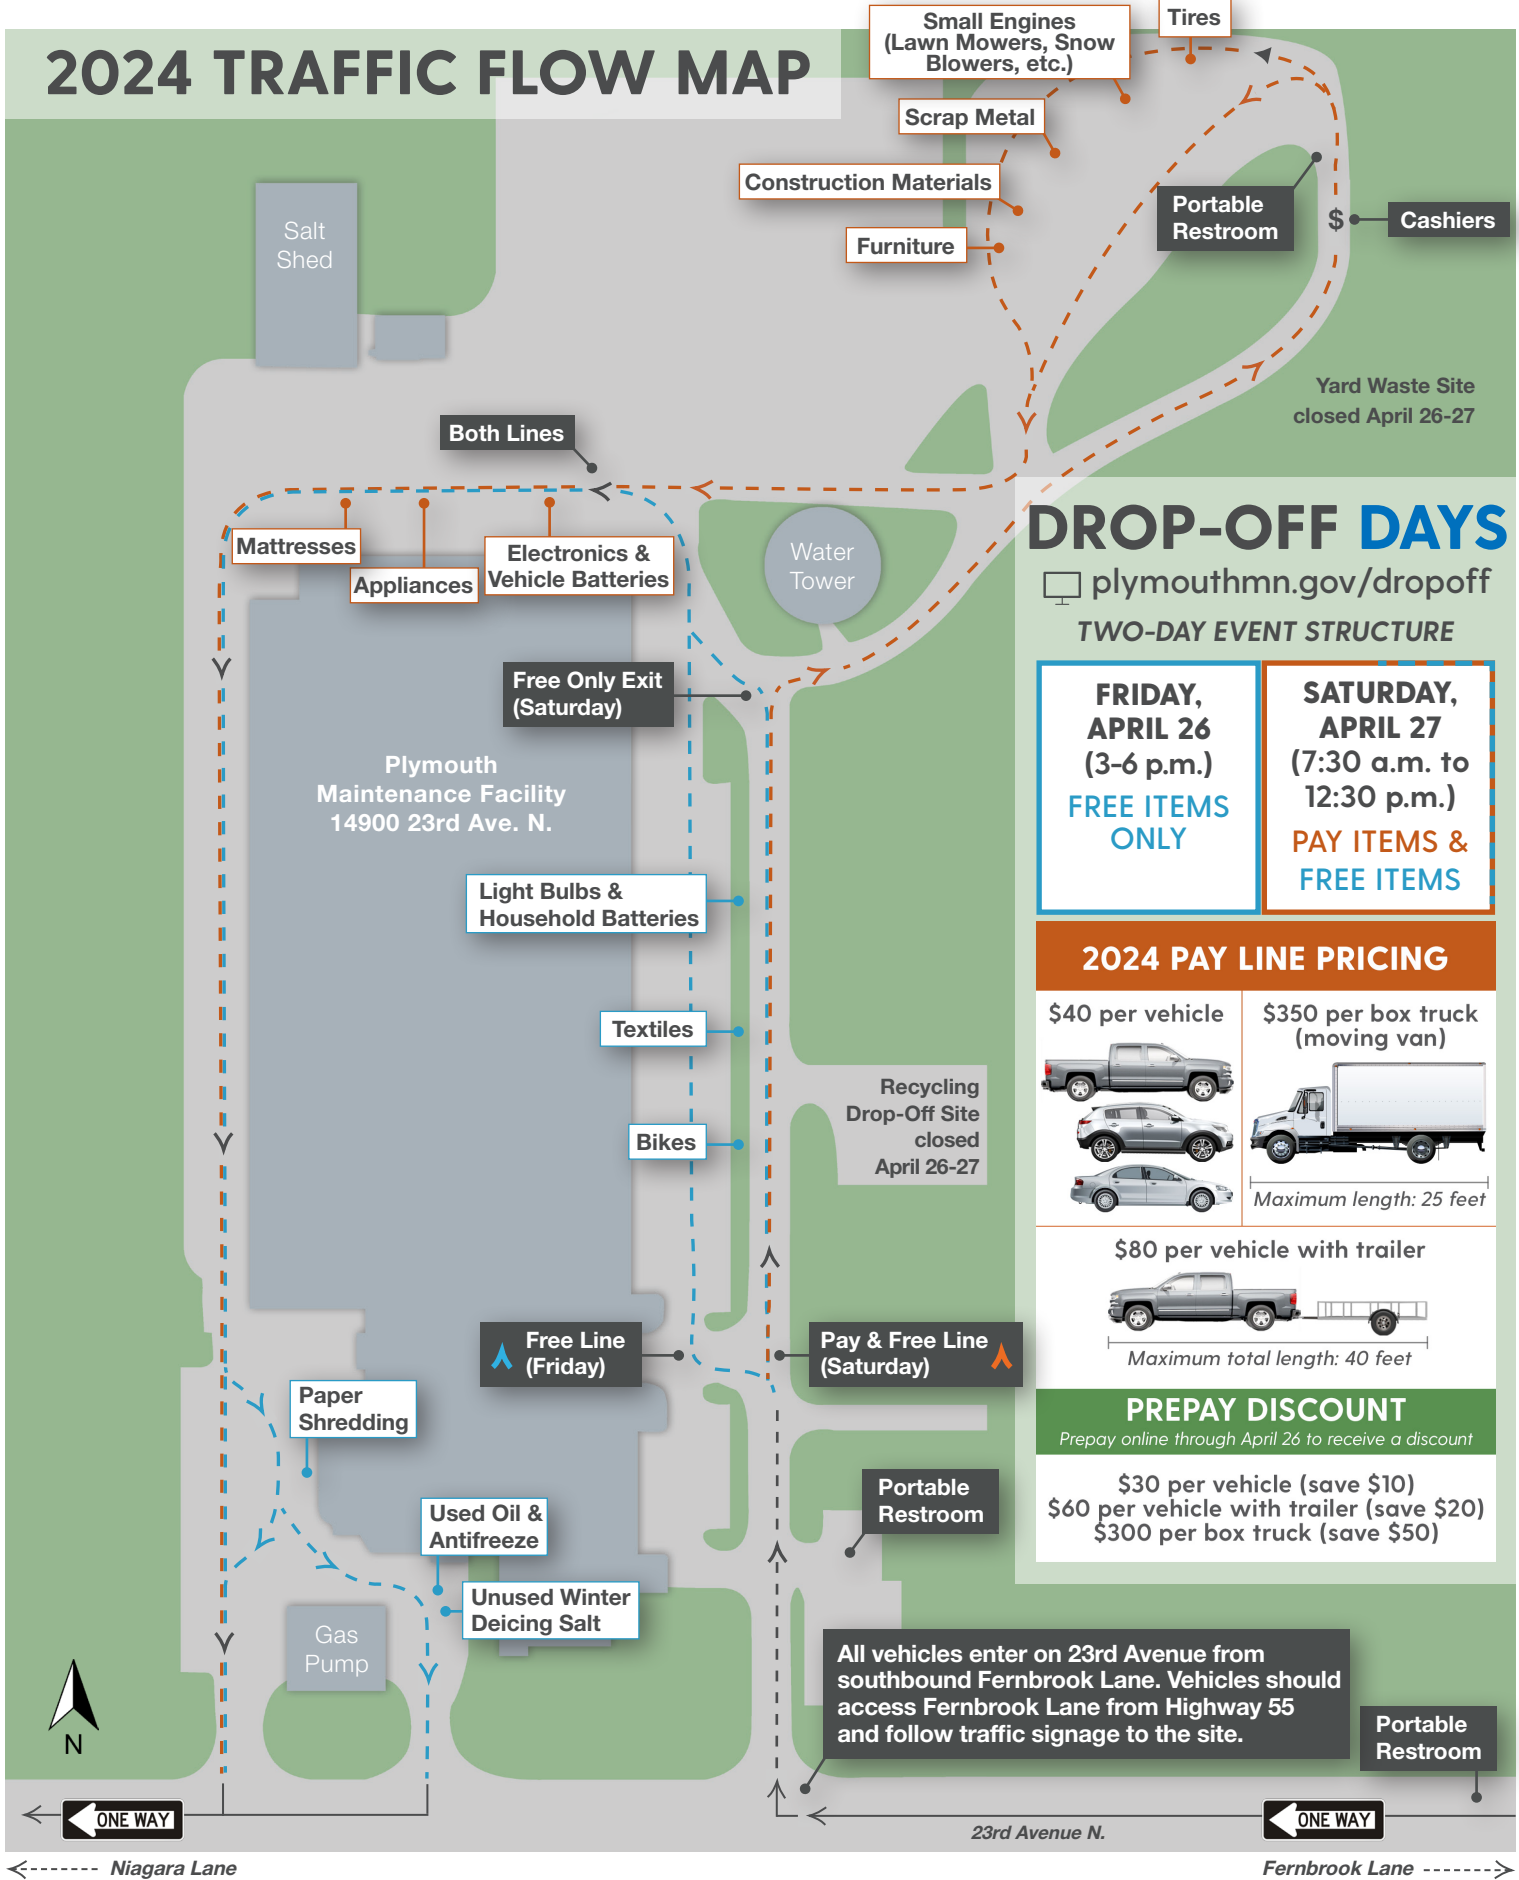 2024 TRAFFIC FLOW MAP
Small Engines
(Lawn Mowers, Snow
Blowers, etc.)
Tires
Scrap Metal
Construction Materials
Furniture
Portable
Restroom
$
Cashiers
Salt
Shed
Yard Waste Site
closed April 26-27
Both Lines
Mattresses
Appliances
Electronics &
Vehicle Batteries
Water
Tower
Free Only Exit
(Saturday)
Plymouth
Maintenance Facility
14900 23rd Ave. N.
Light Bulbs &
Household Batteries
Textiles
Bikes
Recycling
Drop-Off Site
closed
April 26-27
Free Line
(Friday)
Pay & Free Line
(Saturday)
Paper
Shredding
Used Oil &
Antifreeze
Unused Winter
Deicing Salt
Gas
Pump
Portable
Restroom
N
All vehicles enter on 23rd Avenue from
southbound Fernbrook Lane. Vehicles should
access Fernbrook Lane from Highway 55
and follow traffic signage to the site.
Portable
Restroom
ONE WAY
ONE WAY
23rd Avenue N.
Niagara Lane
Fernbrook Lane
DROP-OFF DAYS
plymouthmn.gov/dropoff
TWO-DAY EVENT STRUCTURE
FRIDAY,
APRIL 26
(3-6 p.m.)
FREE ITEMS
ONLY
SATURDAY,
APRIL 27
(7:30 a.m. to
12:30 p.m.)
PAY ITEMS &
FREE ITEMS
2024 PAY LINE PRICING
$40 per vehicle
$350 per box truck
(moving van)
Maximum length: 25 feet
$80 per vehicle with trailer
Maximum total length: 40 feet
PREPAY DISCOUNT
Prepay online through April 26 to receive a discount
$30 per vehicle (save $10)
$60 per vehicle with trailer (save $20)
$300 per box truck (save $50)